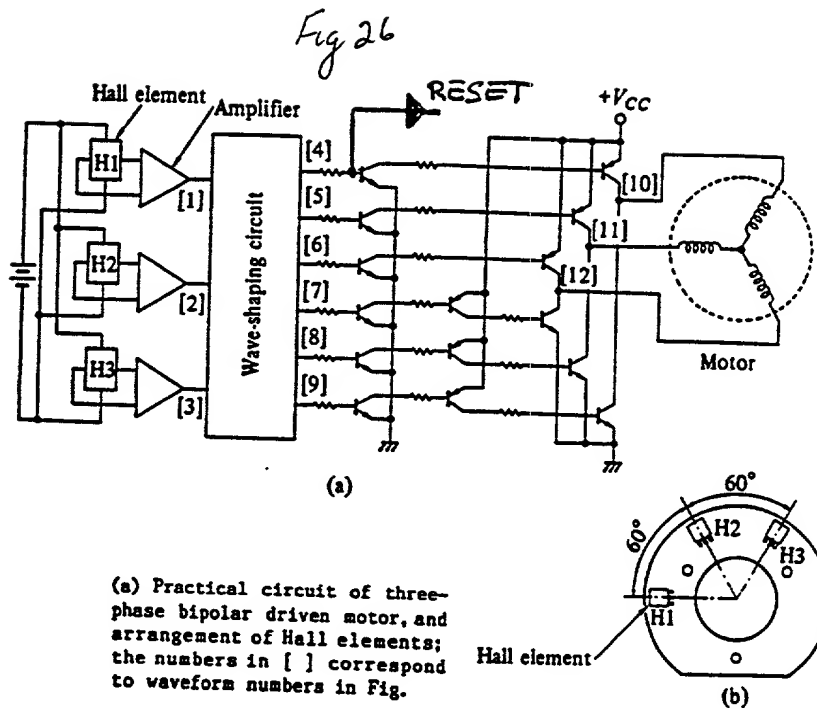 Fig 26
RESET
Hall element
Amplifier
+VCC
H1
[1]
H2
[2]
H3
[3]
Wave-shaping circuit
[4]
[5]
[6]
[7]
[8]
[9]
[10]
[11]
[12]
Motor
(a)
60°
60°
H2
H3
H1
Hall element
(b)
(a) Practical circuit of three-
phase bipolar driven motor, and
arrangement of Hall elements;
the numbers in [ ] correspond
to waveform numbers in Fig.